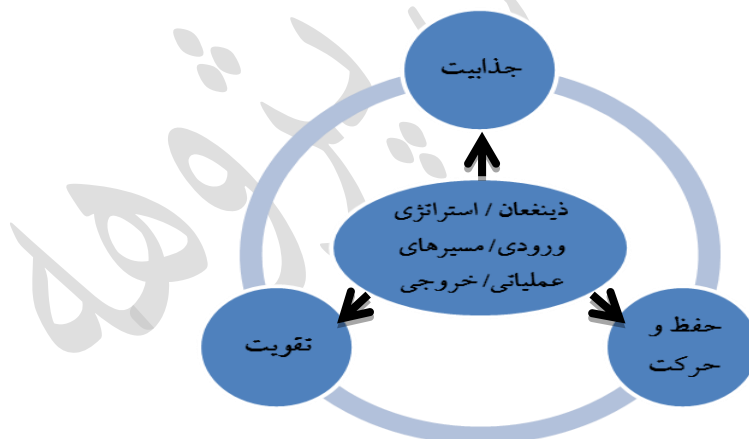 جذابیت
ذینفعان / استراتژی
ورودی/ مسیرهای
عملیاتی/ خروجی
حفظ و
حرکت
تقویت